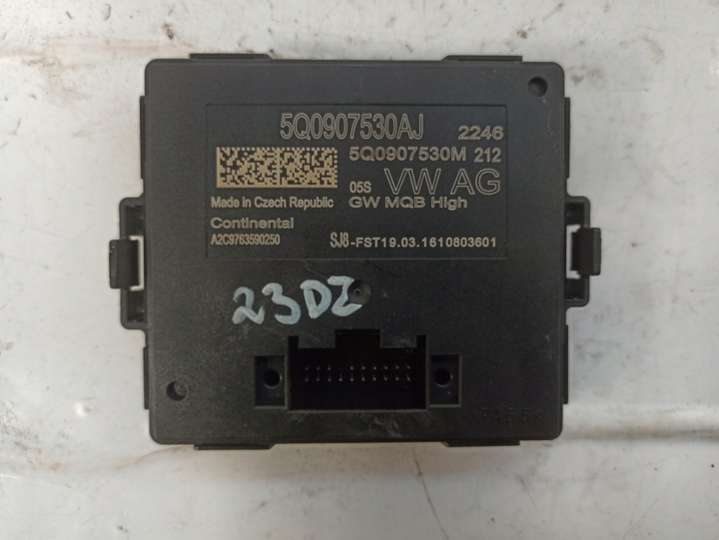 5Q0907530AJ 2246
5Q0907530M 212
05S VW AG
Made in Czech Republic GW MQB High
Continental
A2C9763590250 SJ8-FST19.03.1610803601
23DZ